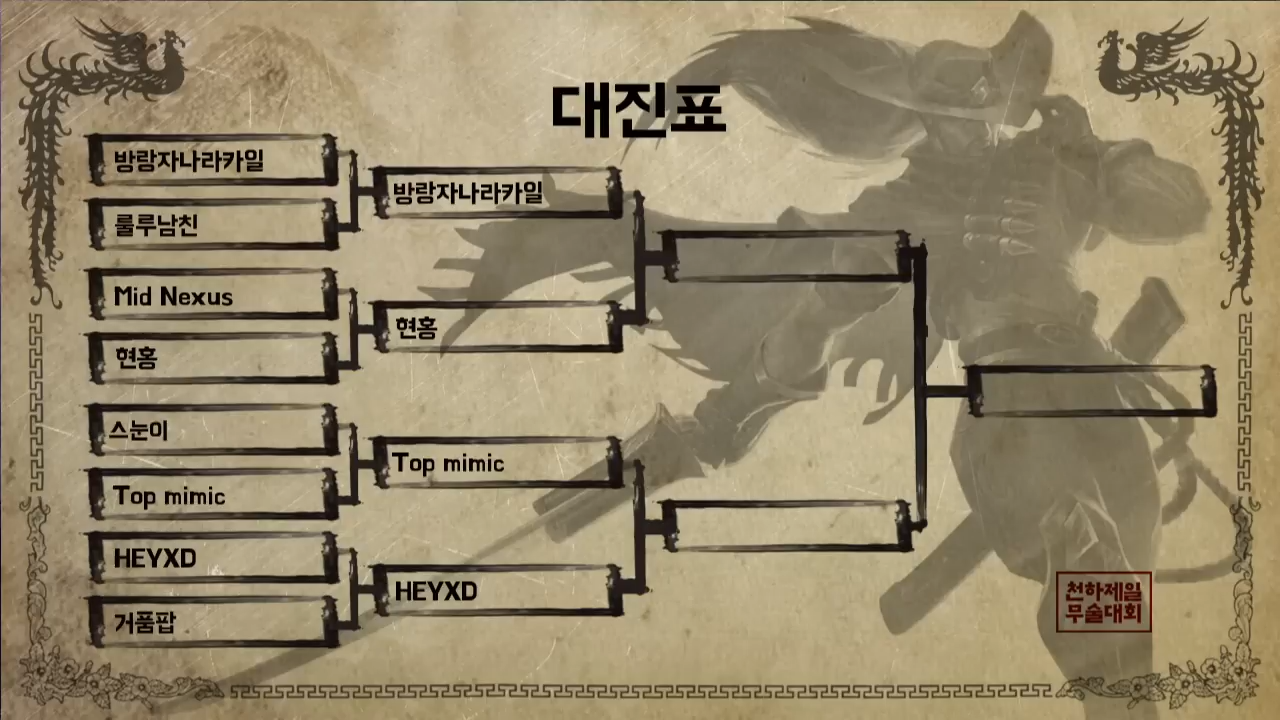 대진표
방랑자나라카일
룰루남친
Mid Nexus
현홍
스눈이
Top mimic
HEYXD
거품팝
방랑자나라카일
현홍
Top mimic
HEYXD
천하제일
무술대회